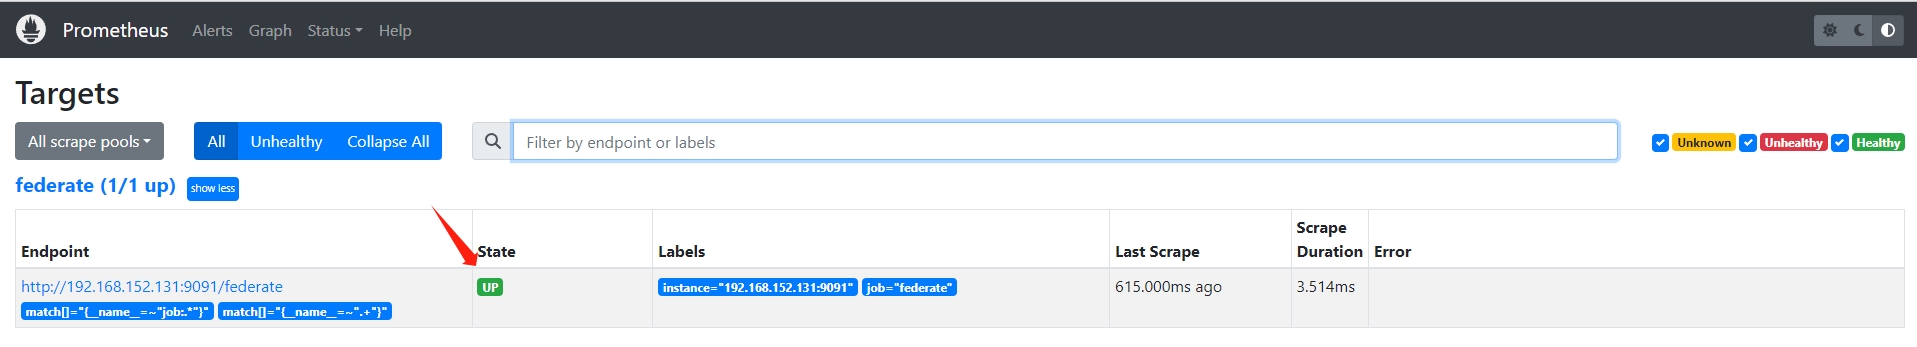 Prometheus Alerts Graph Status Help
Targets
All scrape pools All Unhealthy Collapse All Filter by endpoint or labels Unknown Unhealthy Healthy
federate (1/1 up) show less
Endpoint State Labels Last Scrape Scrape Duration Error
http://192.168.152.131:9091/federate UP instance="192.168.152.131:9091" job="federate" 615.000ms ago 3.514ms
match[]="{__name__=~"job:.*"}" match[]="{__name__=~".+"}"